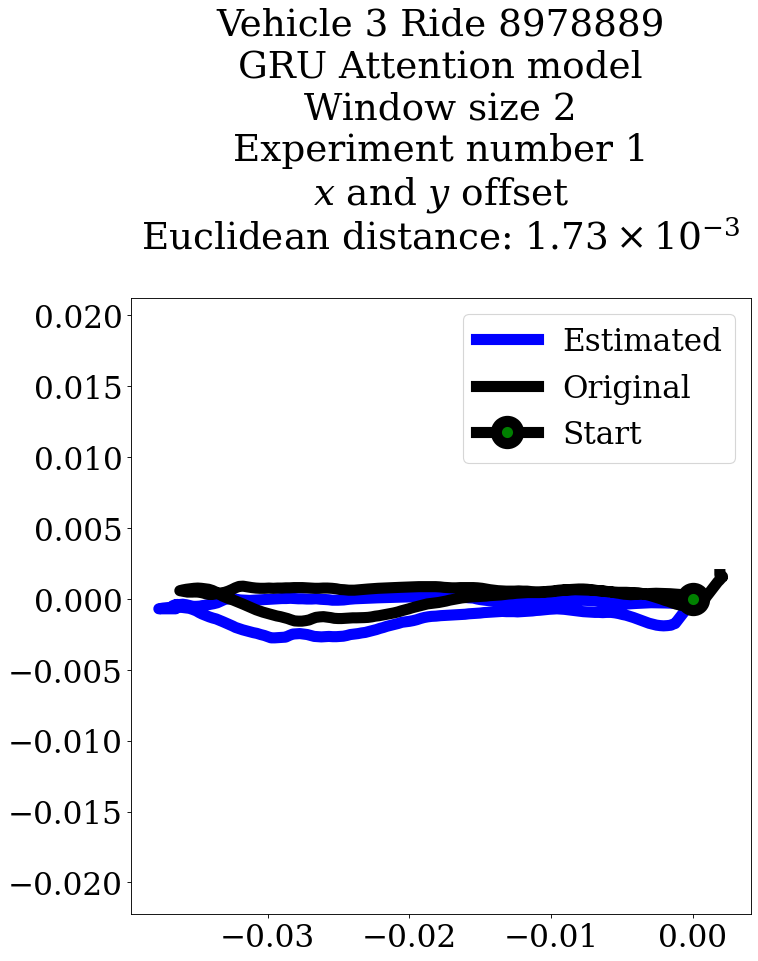 Vehicle 3 Ride 8978889
GRU Attention model
Window size 2
Experiment number 1
x and y offset
Euclidean distance: 1.73 × 10⁻³
Estimated
Original
Start
0.020
0.015
0.010
0.005
0.000
−0.005
−0.010
−0.015
−0.020
−0.03
−0.02
−0.01
0.00